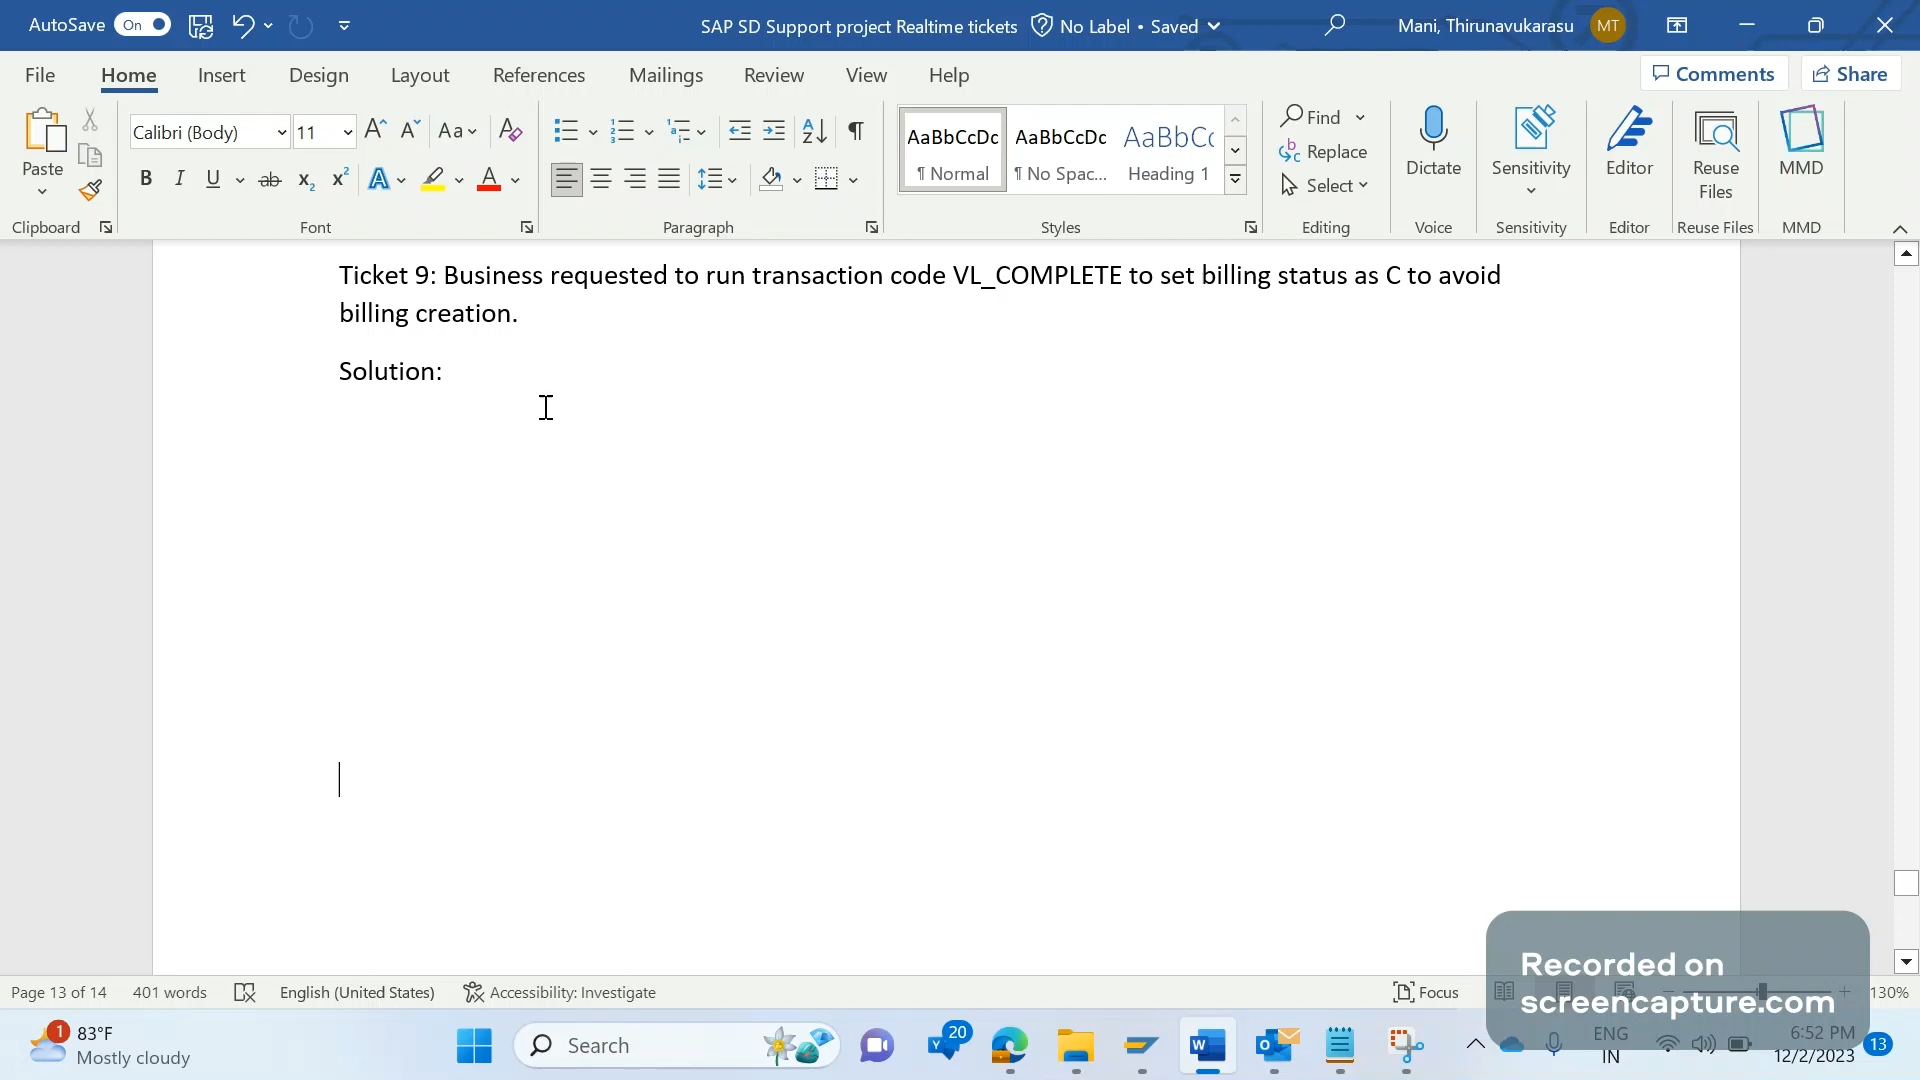 AutoSave On SAP SD Support project Realtime tickets No Label • Saved Mani, Thirunavukarasu MT
File Home Insert Design Layout References Mailings Review View Help Comments Share
Calibri (Body) 11 Aa AaBbCcDc AaBbCcDc AaBbCc Find
Paste ¶ Normal ¶ No Spac... Heading 1 Replace Select Dictate Sensitivity Editor Reuse Files MMD
Clipboard Font Paragraph Styles Editing Voice Sensitivity Editor Reuse Files MMD
Ticket 9: Business requested to run transaction code VL_COMPLETE to set billing status as C to avoid
billing creation.
Solution:
Recorded on
screencapture.com
Page 13 of 14 401 words English (United States) Accessibility: Investigate Focus 130%
1 83°F
Mostly cloudy
Search 20
ENG
IN
6:52 PM
12/2/2023
13